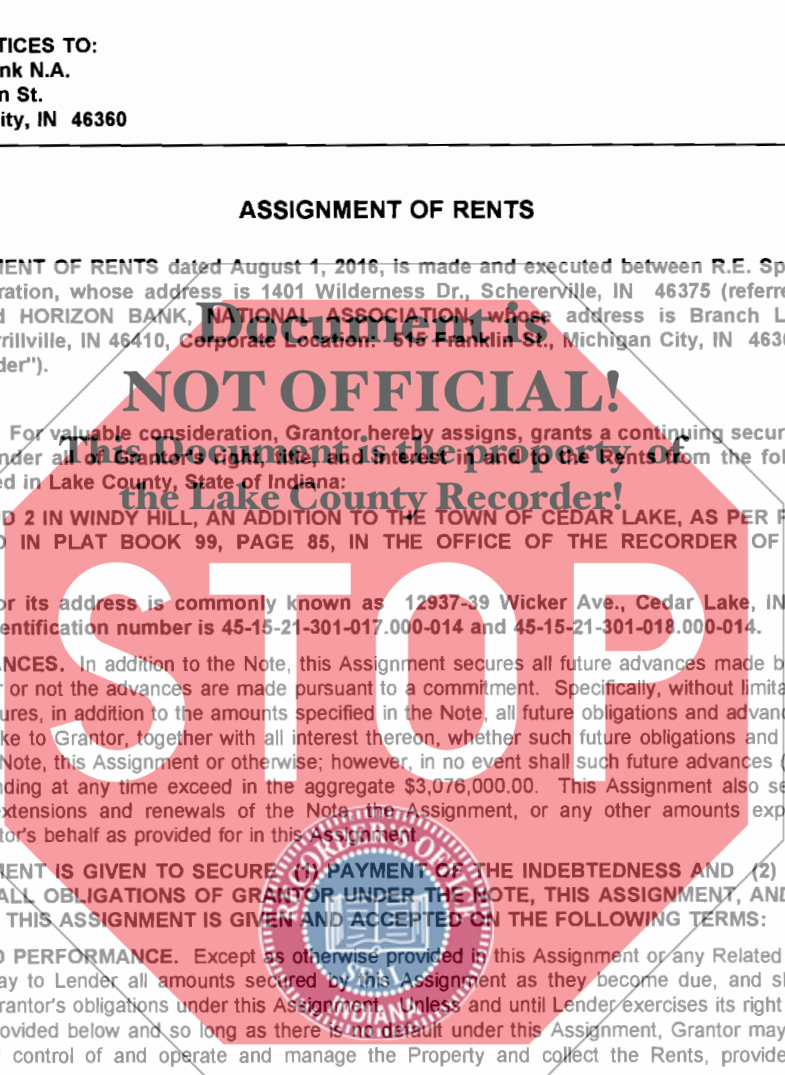 TICES TO:
nk N.A.
n St.
ity, IN 46360
ASSIGNMENT OF RENTS
MENT OF RENTS dated August 1, 2016, is made and executed between R.E. Sp
ration, whose address is 1401 Wilderness Dr., Schererville, IN 46375 (referre
d HORIZON BANK, NATIONAL ASSOCIATION, whose address is Branch L
rrillville, IN 46410, Corporate Location: 515 Franklin St., Michigan City, IN 4636
der").
Document is
NOT OFFICIAL!
This Document is the property of
the Lake County Recorder!
For valuable consideration, Grantor hereby assigns, grants a continuing secur
nder all of Grantor's right, title, and interest in and to the Rents from the fol
ed in Lake County, State of Indiana:
D 2 IN WINDY HILL, AN ADDITION TO THE TOWN OF CEDAR LAKE, AS PER P
D IN PLAT BOOK 99, PAGE 85, IN THE OFFICE OF THE RECORDER OF
STOP
or its address is commonly known as 12937-39 Wicker Ave., Cedar Lake, IN
entification number is 45-15-21-301-017.000-014 and 45-15-21-301-018.000-014.
ANCES. In addition to the Note, this Assignment secures all future advances made b
r or not the advances are made pursuant to a commitment. Specifically, without limita
ures, in addition to the amounts specified in the Note, all future obligations and advanc
ke to Grantor, together with all interest thereon, whether such future obligations and
Note, this Assignment or otherwise; however, in no event shall such future advances (
nding at any time exceed in the aggregate $3,076,000.00. This Assignment also se
extensions and renewals of the Note, the Assignment, or any other amounts exp
tor's behalf as provided for in this Assignment.
MENT IS GIVEN TO SECURE (1) PAYMENT OF THE INDEBTEDNESS AND (2)
ALL OBLIGATIONS OF GRANTOR UNDER THE NOTE, THIS ASSIGNMENT, AND
THIS ASSIGNMENT IS GIVEN AND ACCEPTED ON THE FOLLOWING TERMS:
D PERFORMANCE. Except as otherwise provided in this Assignment or any Related
ay to Lender all amounts secured by this Assignment as they become due, and sl
rantor's obligations under this Assignment. Unless and until Lender exercises its right
ovided below and so long as there is no default under this Assignment, Grantor may
control of and operate and manage the Property and collect the Rents, provide
SEAL
INDIANA